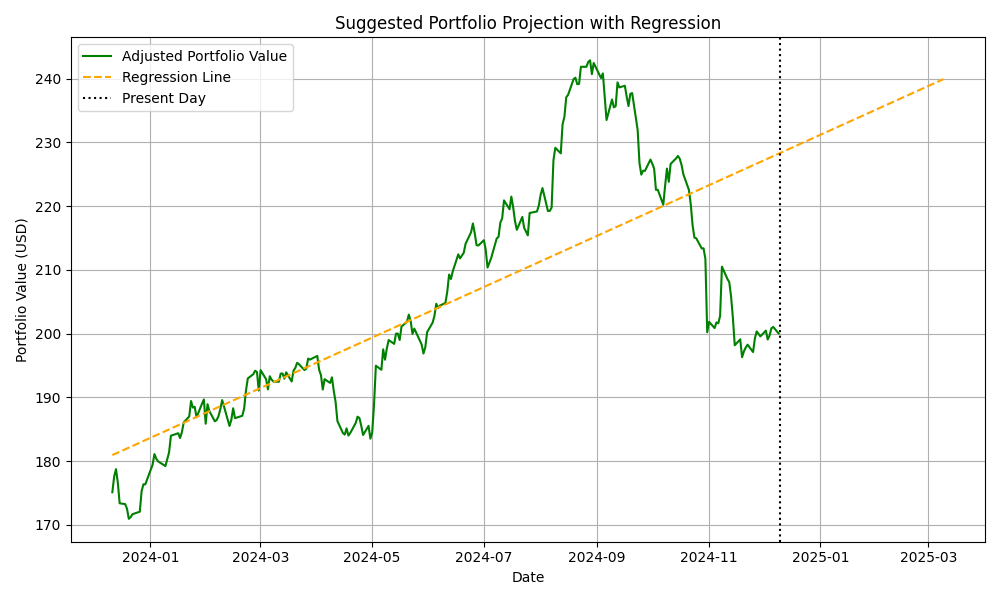 Suggested Portfolio Projection with Regression
Adjusted Portfolio Value
Regression Line
Present Day
Portfolio Value (USD)
240
230
220
210
200
190
180
170
2024-01 2024-03 2024-05 2024-07 2024-09 2024-11 2025-01 2025-03
Date